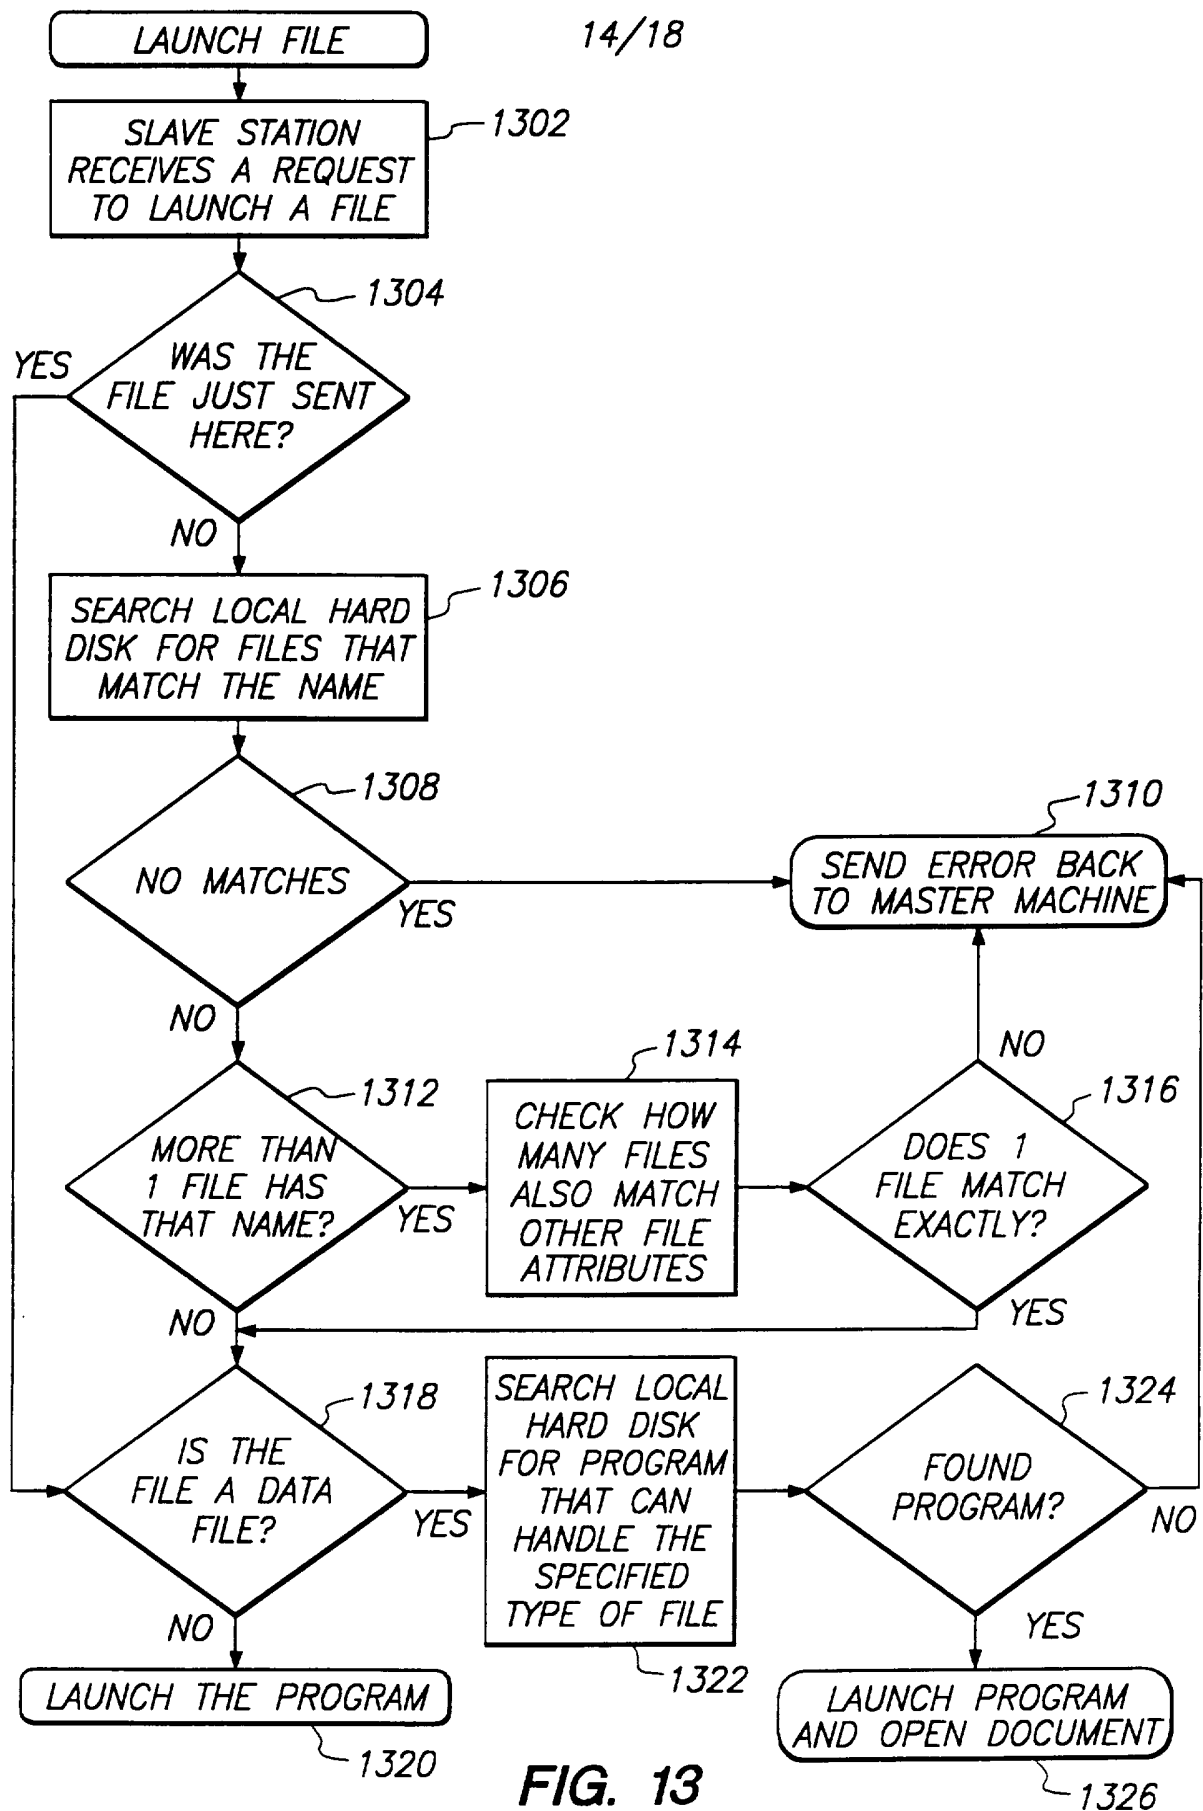 LAUNCH FILE
14/18
SLAVE STATION
RECEIVES A REQUEST
TO LAUNCH A FILE
1302
1304
YES
WAS THE
FILE JUST SENT
HERE?
NO
1306
SEARCH LOCAL HARD
DISK FOR FILES THAT
MATCH THE NAME
1308
NO MATCHES
YES
1310
SEND ERROR BACK
TO MASTER MACHINE
NO
1312
MORE THAN
1 FILE HAS
THAT NAME?
YES
1314
CHECK HOW
MANY FILES
ALSO MATCH
OTHER FILE
ATTRIBUTES
NO
1316
DOES 1
FILE MATCH
EXACTLY?
YES
NO
1318
IS THE
FILE A DATA
FILE?
YES
SEARCH LOCAL
HARD DISK
FOR PROGRAM
THAT CAN
HANDLE THE
SPECIFIED
TYPE OF FILE
1322
1324
FOUND
PROGRAM?
NO
YES
NO
LAUNCH THE PROGRAM
1320
LAUNCH PROGRAM
AND OPEN DOCUMENT
1326
FIG. 13